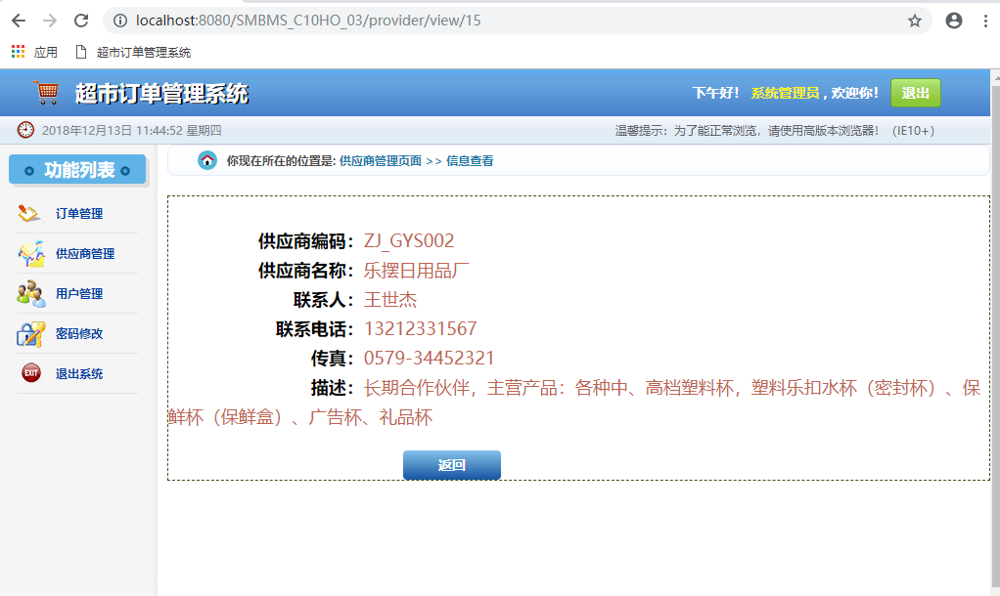 localhost:8080/SMBMS_C10HO_03/provider/view/15
应用 超市订单管理系统
超市订单管理系统 下午好！ 系统管理员 , 欢迎你! 退出
2018年12月13日 11:44:52 星期四 温馨提示：为了能正常浏览，请使用高版本浏览器！（IE10+）
功能列表
你现在所在的位置是: 供应商管理页面 >> 信息查看
订单管理
供应商管理
用户管理
密码修改
EXIT 退出系统
供应商编码：ZJ_GYS002
供应商名称：乐摆日用品厂
联系人：王世杰
联系电话：13212331567
传真：0579-34452321
描述：长期合作伙伴，主营产品：各种中、高档塑料杯，塑料乐扣水杯（密封杯）、保
鲜杯（保鲜盒）、广告杯、礼品杯
返回